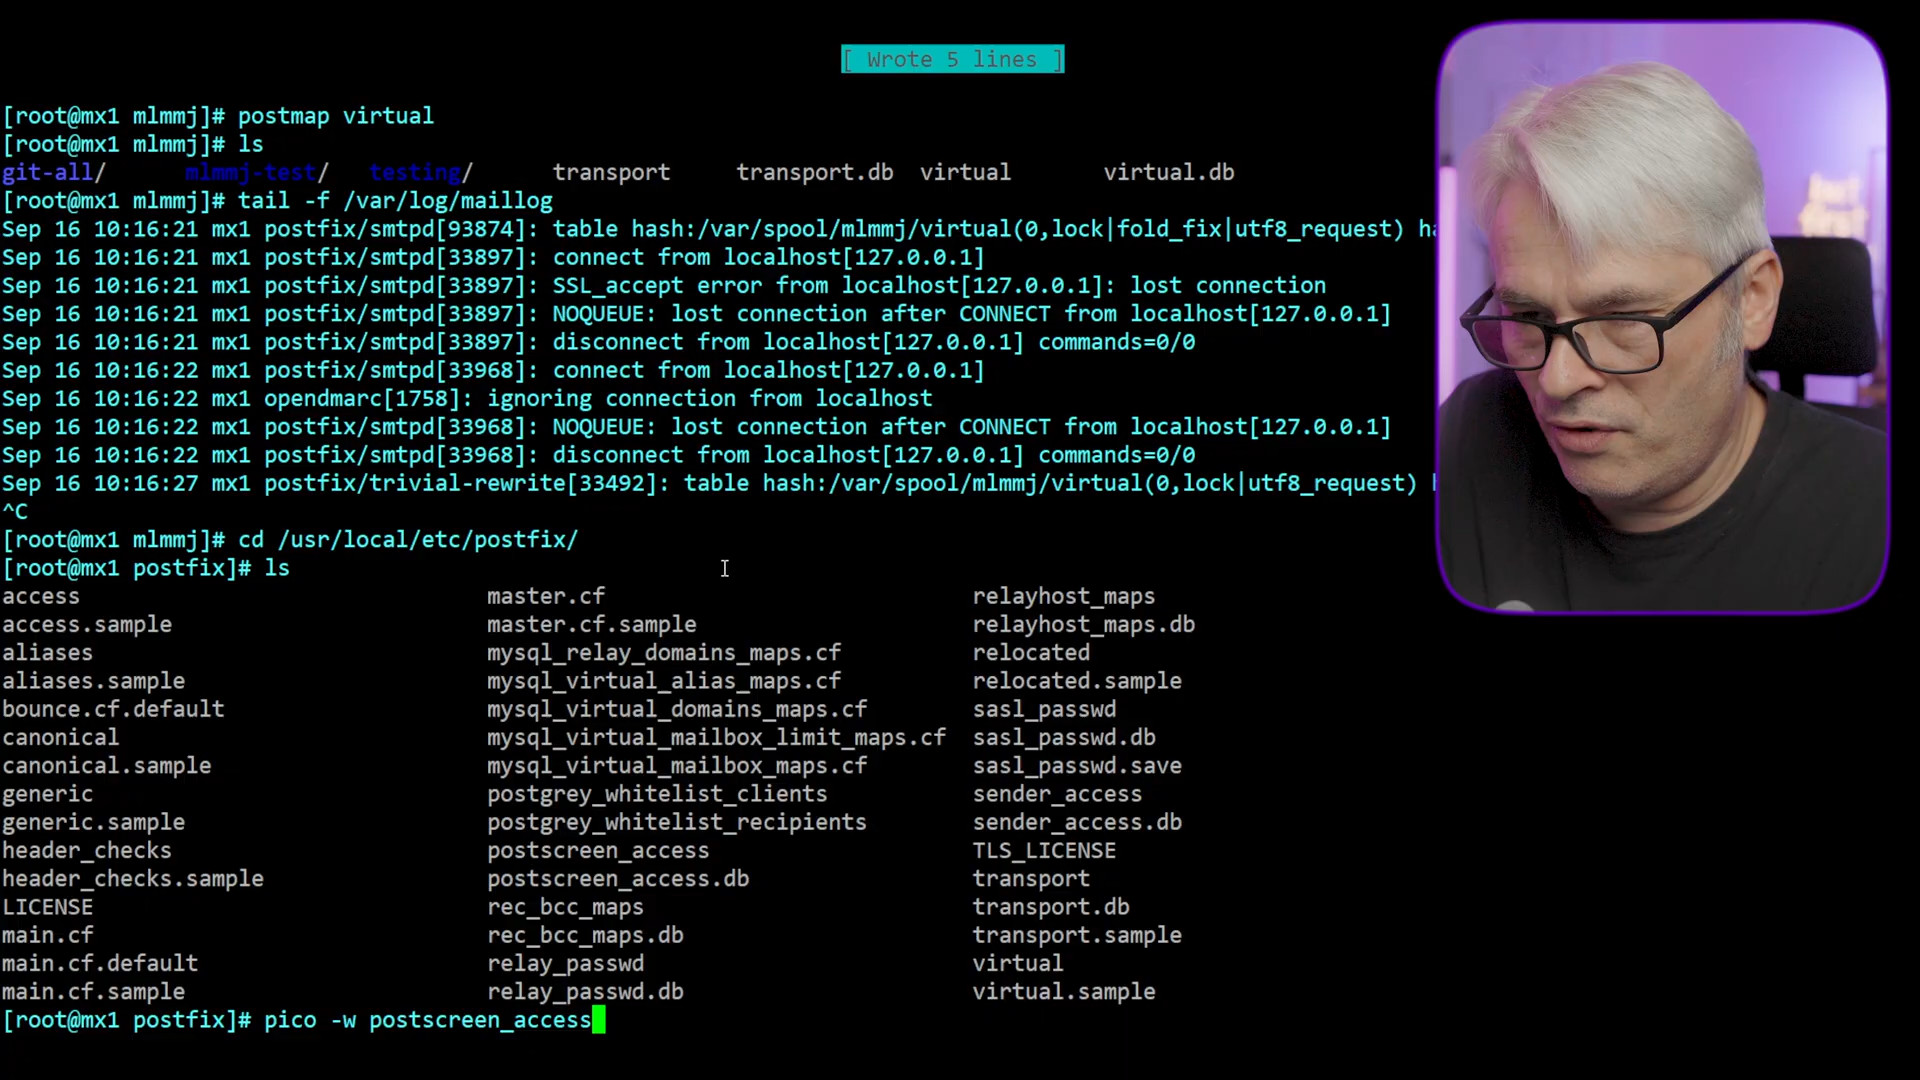 [ Wrote 5 lines ]
[root@mx1 mlmmj]# postmap virtual
[root@mx1 mlmmj]# ls
git-all/ mlmmj-test/ testing/ transport transport.db virtual virtual.db
[root@mx1 mlmmj]# tail -f /var/log/maillog
Sep 16 10:16:21 mx1 postfix/smtpd[93874]: table hash:/var/spool/mlmmj/virtual(0,lock|fold_fix|utf8_request) ha
Sep 16 10:16:21 mx1 postfix/smtpd[33897]: connect from localhost[127.0.0.1]
Sep 16 10:16:21 mx1 postfix/smtpd[33897]: SSL_accept error from localhost[127.0.0.1]: lost connection
Sep 16 10:16:21 mx1 postfix/smtpd[33897]: NOQUEUE: lost connection after CONNECT from localhost[127.0.0.1]
Sep 16 10:16:21 mx1 postfix/smtpd[33897]: disconnect from localhost[127.0.0.1] commands=0/0
Sep 16 10:16:22 mx1 postfix/smtpd[33968]: connect from localhost[127.0.0.1]
Sep 16 10:16:22 mx1 opendmarc[1758]: ignoring connection from localhost
Sep 16 10:16:22 mx1 postfix/smtpd[33968]: NOQUEUE: lost connection after CONNECT from localhost[127.0.0.1]
Sep 16 10:16:22 mx1 postfix/smtpd[33968]: disconnect from localhost[127.0.0.1] commands=0/0
Sep 16 10:16:27 mx1 postfix/trivial-rewrite[33492]: table hash:/var/spool/mlmmj/virtual(0,lock|utf8_request)
^C
[root@mx1 mlmmj]# cd /usr/local/etc/postfix/
[root@mx1 postfix]# ls
access master.cf relayhost_maps
access.sample master.cf.sample relayhost_maps.db
aliases mysql_relay_domains_maps.cf relocated
aliases.sample mysql_virtual_alias_maps.cf relocated.sample
bounce.cf.default mysql_virtual_domains_maps.cf sasl_passwd
canonical mysql_virtual_mailbox_limit_maps.cf sasl_passwd.db
canonical.sample mysql_virtual_mailbox_maps.cf sasl_passwd.save
generic postgrey_whitelist_clients sender_access
generic.sample postgrey_whitelist_recipients sender_access.db
header_checks postscreen_access TLS_LICENSE
header_checks.sample postscreen_access.db transport
LICENSE rec_bcc_maps transport.db
main.cf rec_bcc_maps.db transport.sample
main.cf.default relay_passwd virtual
main.cf.sample relay_passwd.db virtual.sample
[root@mx1 postfix]# pico -w postscreen_access